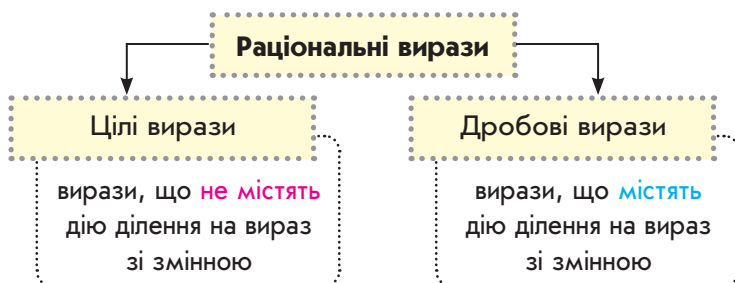 Раціональні вирази
Цілі вирази
вирази, що не містять
дію ділення на вираз
зі змінною
Дробові вирази
вирази, що містять
дію ділення на вираз
зі змінною